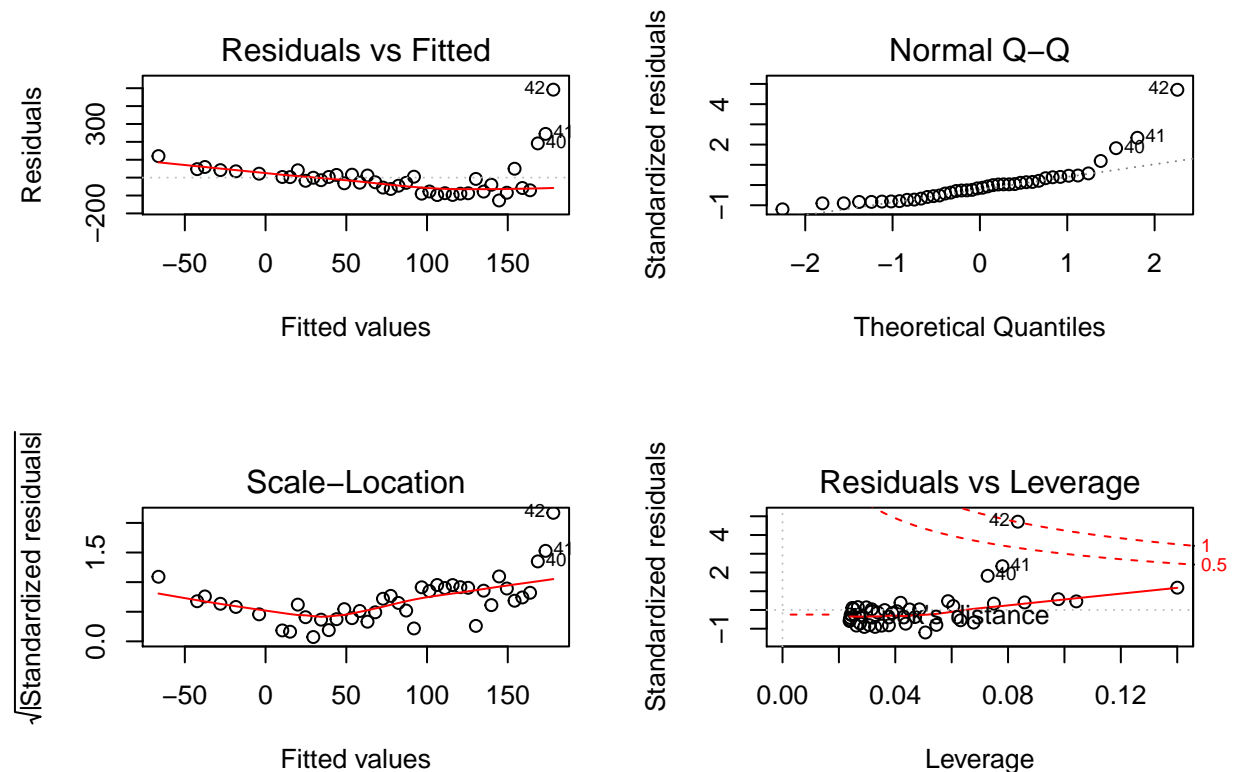 Residuals vs Fitted
Residuals
300
−200
42
41
40
−50 0 50 100 150
Fitted values
Normal Q−Q
Standardized residuals
4
2
−1
42
41
40
−2 −1 0 1 2
Theoretical Quantiles
Scale−Location
√|Standardized residuals|
1.5
0.0
42
41
40
−50 0 50 100 150
Fitted values
Residuals vs Leverage
Standardized residuals
4
2
−1
42
41
40
1
0.5
distance
0.00 0.04 0.08 0.12
Leverage